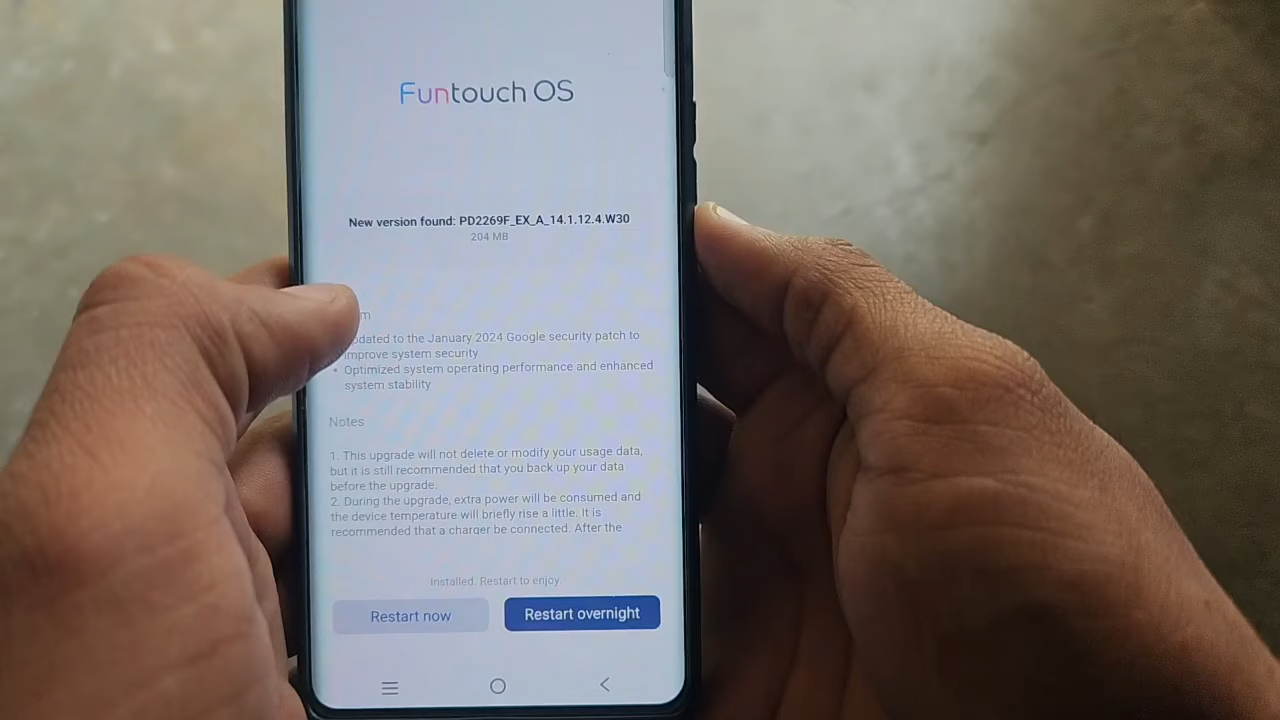 Funtouch OS
New version found: PD2269F_EX_A_14.1.12.4.W30
204 MB
to the January 2024 Google security patch to
improve system security
• Optimized system operating performance and enhanced
system stability
Notes
1. This upgrade will not delete or modify your usage data,
but it is still recommended that you back up your data
before the upgrade.
2. During the upgrade, extra power will be consumed and
the device temperature will briefly rise a little. It is
recommended that a charger be connected. After the
Installed. Restart to enjoy.
Restart now
Restart overnight